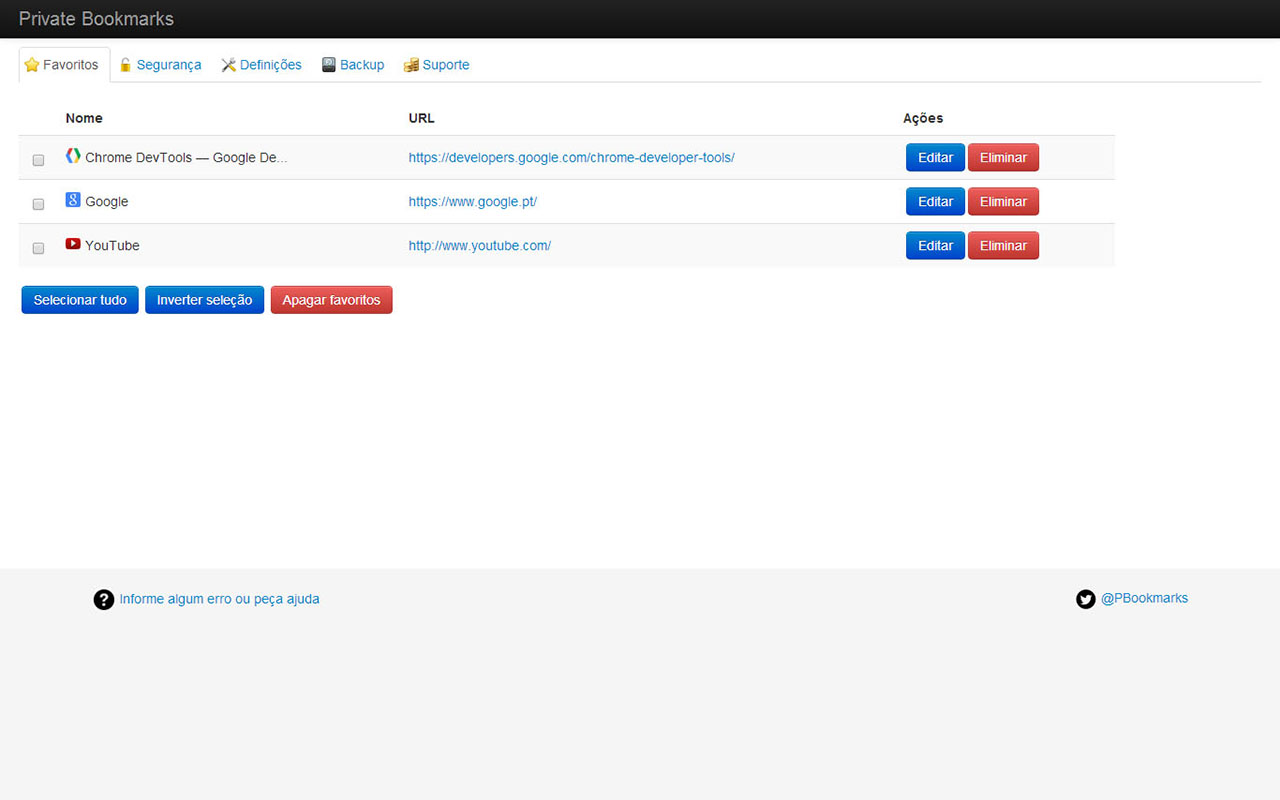 Private Bookmarks
Favoritos Segurança Definições Backup Suporte
Nome URL Ações
Chrome DevTools — Google De... https://developers.google.com/chrome-developer-tools/ Editar Eliminar
Google https://www.google.pt/ Editar Eliminar
YouTube http://www.youtube.com/ Editar Eliminar
Selecionar tudo Inverter seleção Apagar favoritos
Informe algum erro ou peça ajuda @PBookmarks